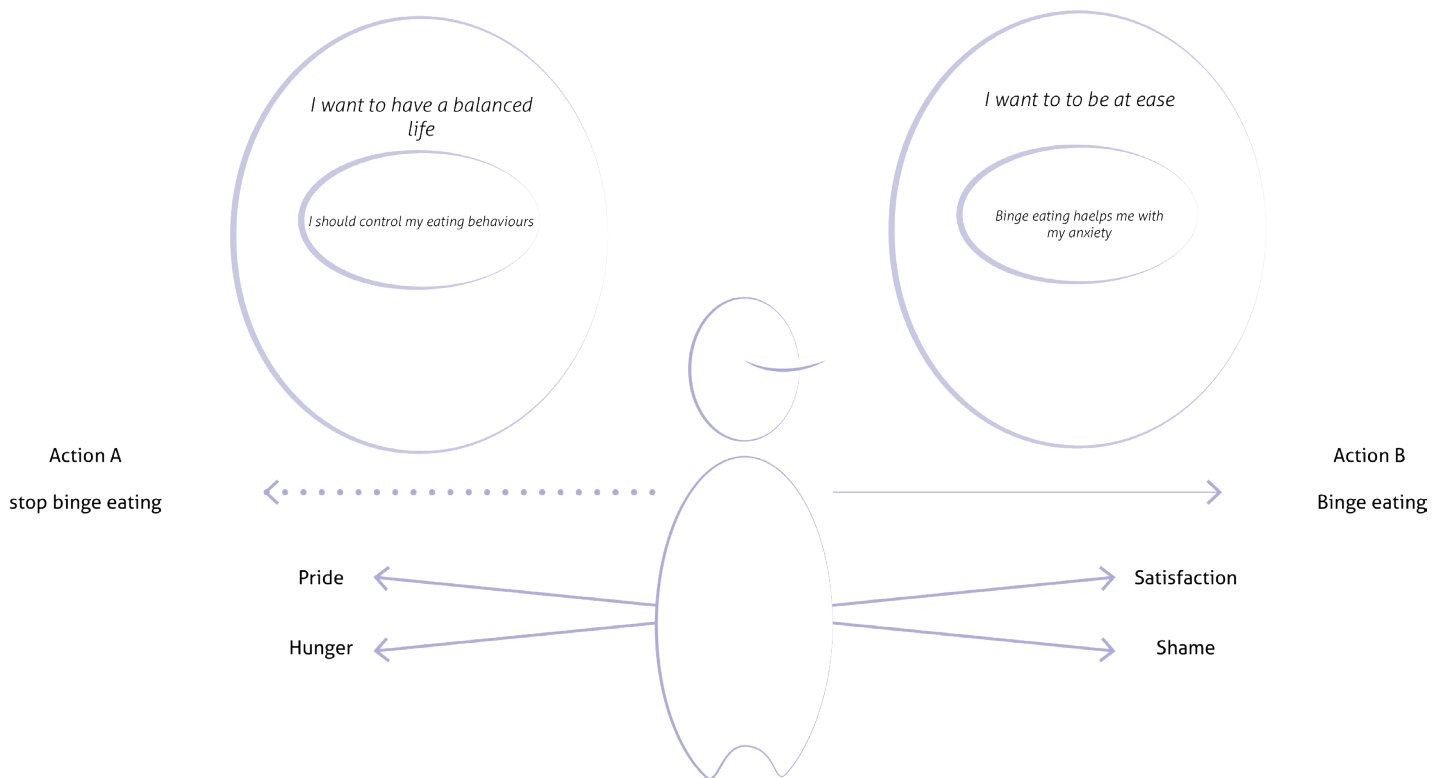 I want to have a balanced
life
I should control my eating behaviours
I want to to be at ease
Binge eating haelps me with
my anxiety
Action A
stop binge eating
Action B
Binge eating
Pride
Hunger
Satisfaction
Shame